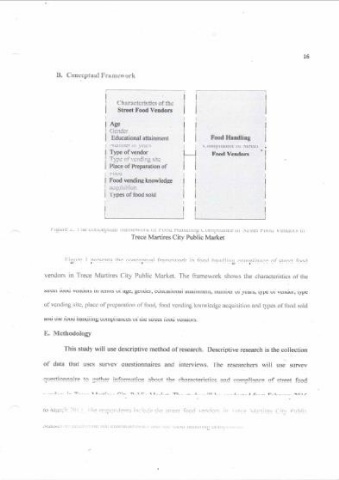 16
B. Conceptual Framework
Characteristics of the
Street Food Vendors
Age
Gender
Educational attainment
Number of years
Type of vendor
Type of vending site
Place of Preparation of
Food
Food vending knowledge
acquisition
Types of food sold
Food Handling
Compliance of Street
Food Vendors
Figure 1. The conceptual framework of Food Handling Compliance of Street Food Vendors in
Trece Martires City Public Market
Figure 1 presents the conceptual framework in food handling compliance of street food
vendors in Trece Martires City Public Market. The framework shows the characteristics of the
street food vendors in terms of age, gender, educational attainment, number of years, type of vendor, type
of vending site, place of preparation of food, food vending knowledge acquisition and types of food sold
and the food handling compliances of the street food vendors.
E. Methodology
This study will use descriptive method of research. Descriptive research is the collection
of data that uses survey questionnaires and interviews. The researchers will use survey
questionnaire to gather information about the characteristics and compliance of street food
vendors in Trece Martires City Public Market. The study will be conducted from February
to March The respondents include the street food vendors in Trece Martires City Public